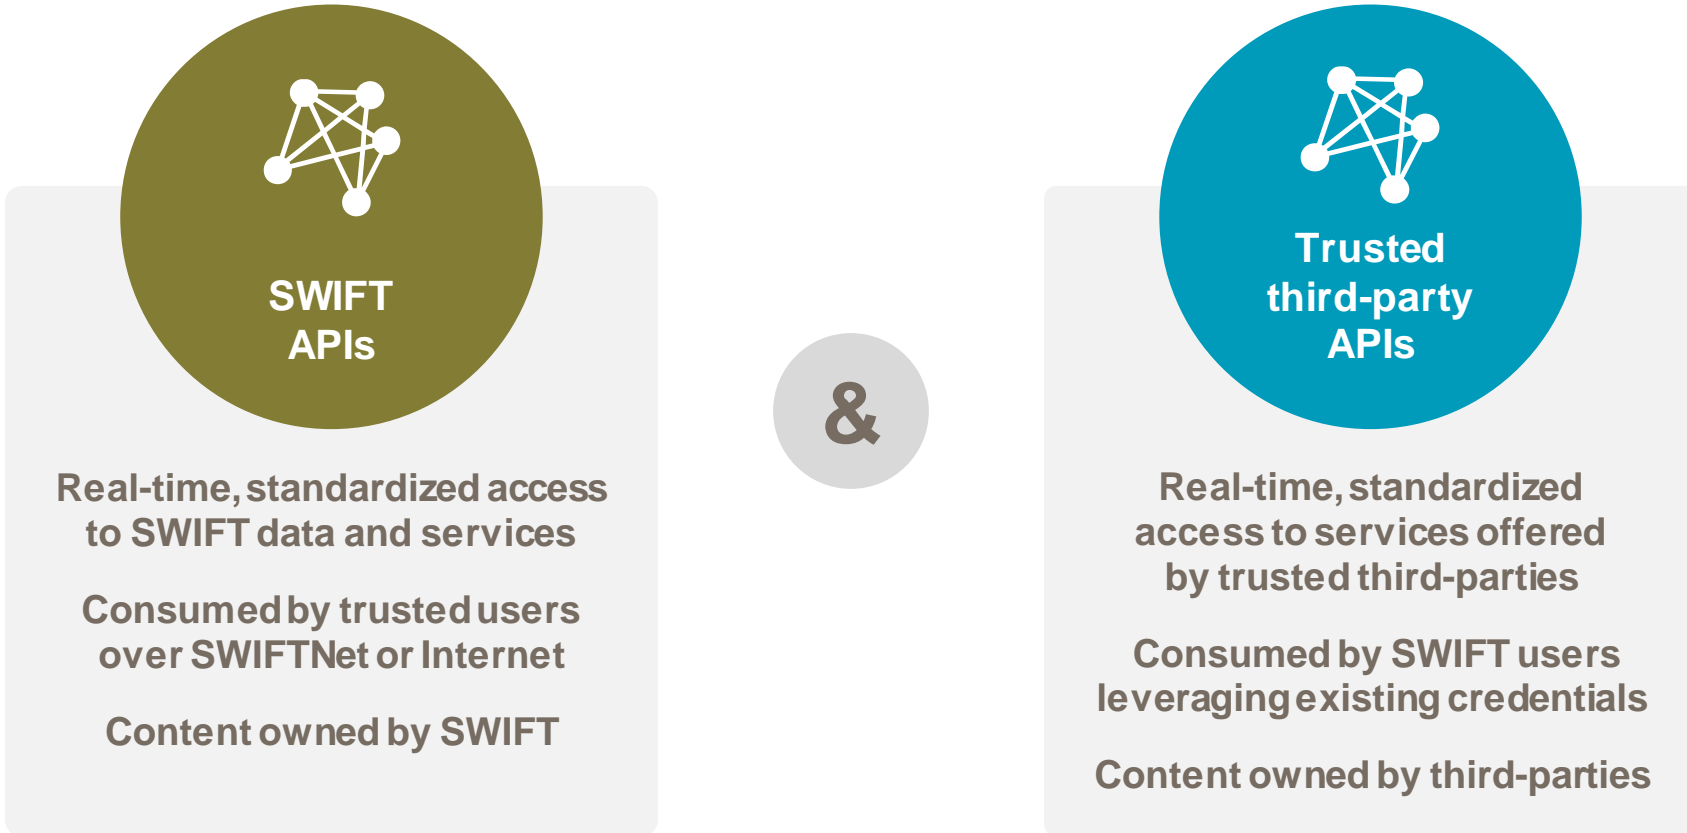 SWIFT
APIs
Real-time, standardized access
to SWIFT data and services
Consumed by trusted users
over SWIFTNet or Internet
Content owned by SWIFT
&
Trusted
third-party
APIs
Real-time, standardized
access to services offered
by trusted third-parties
Consumed by SWIFT users
leveraging existing credentials
Content owned by third-parties